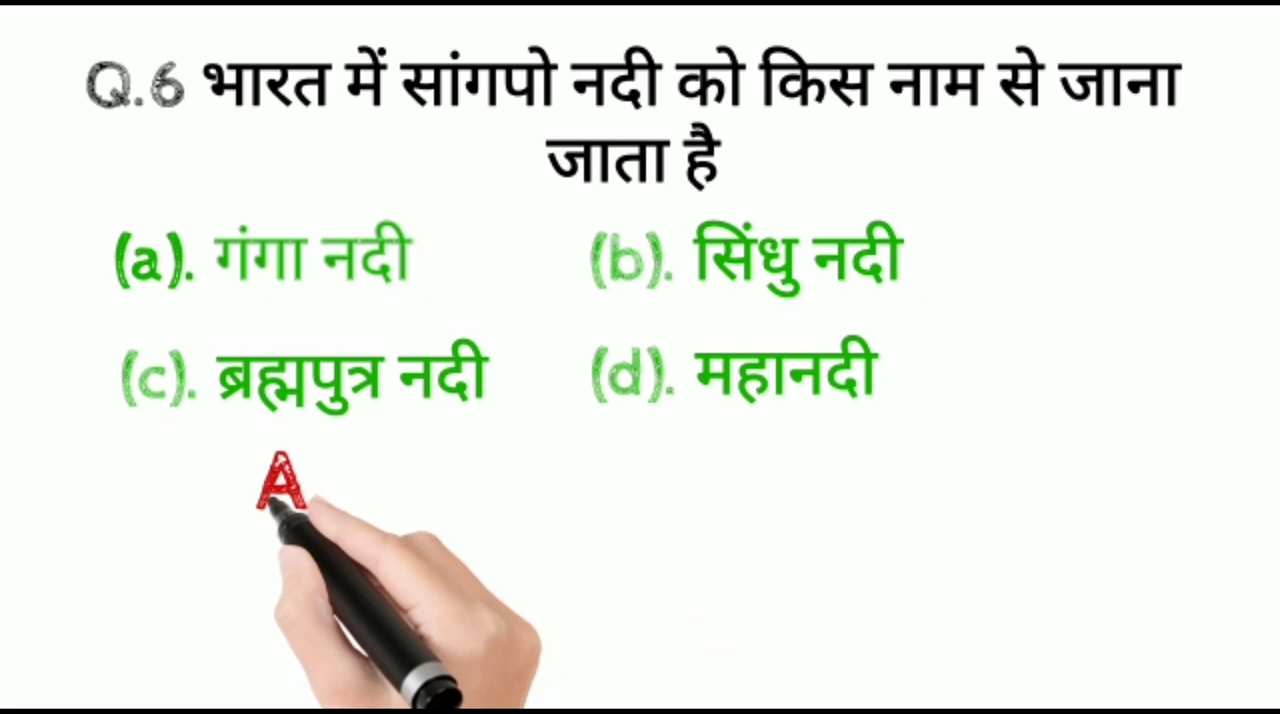 Q.6 भारत में सांगपो नदी को किस नाम से जाना
जाता है
(a). गंगा नदी (b). सिंधु नदी
(c). ब्रह्मपुत्र नदी (d). महानदी
A